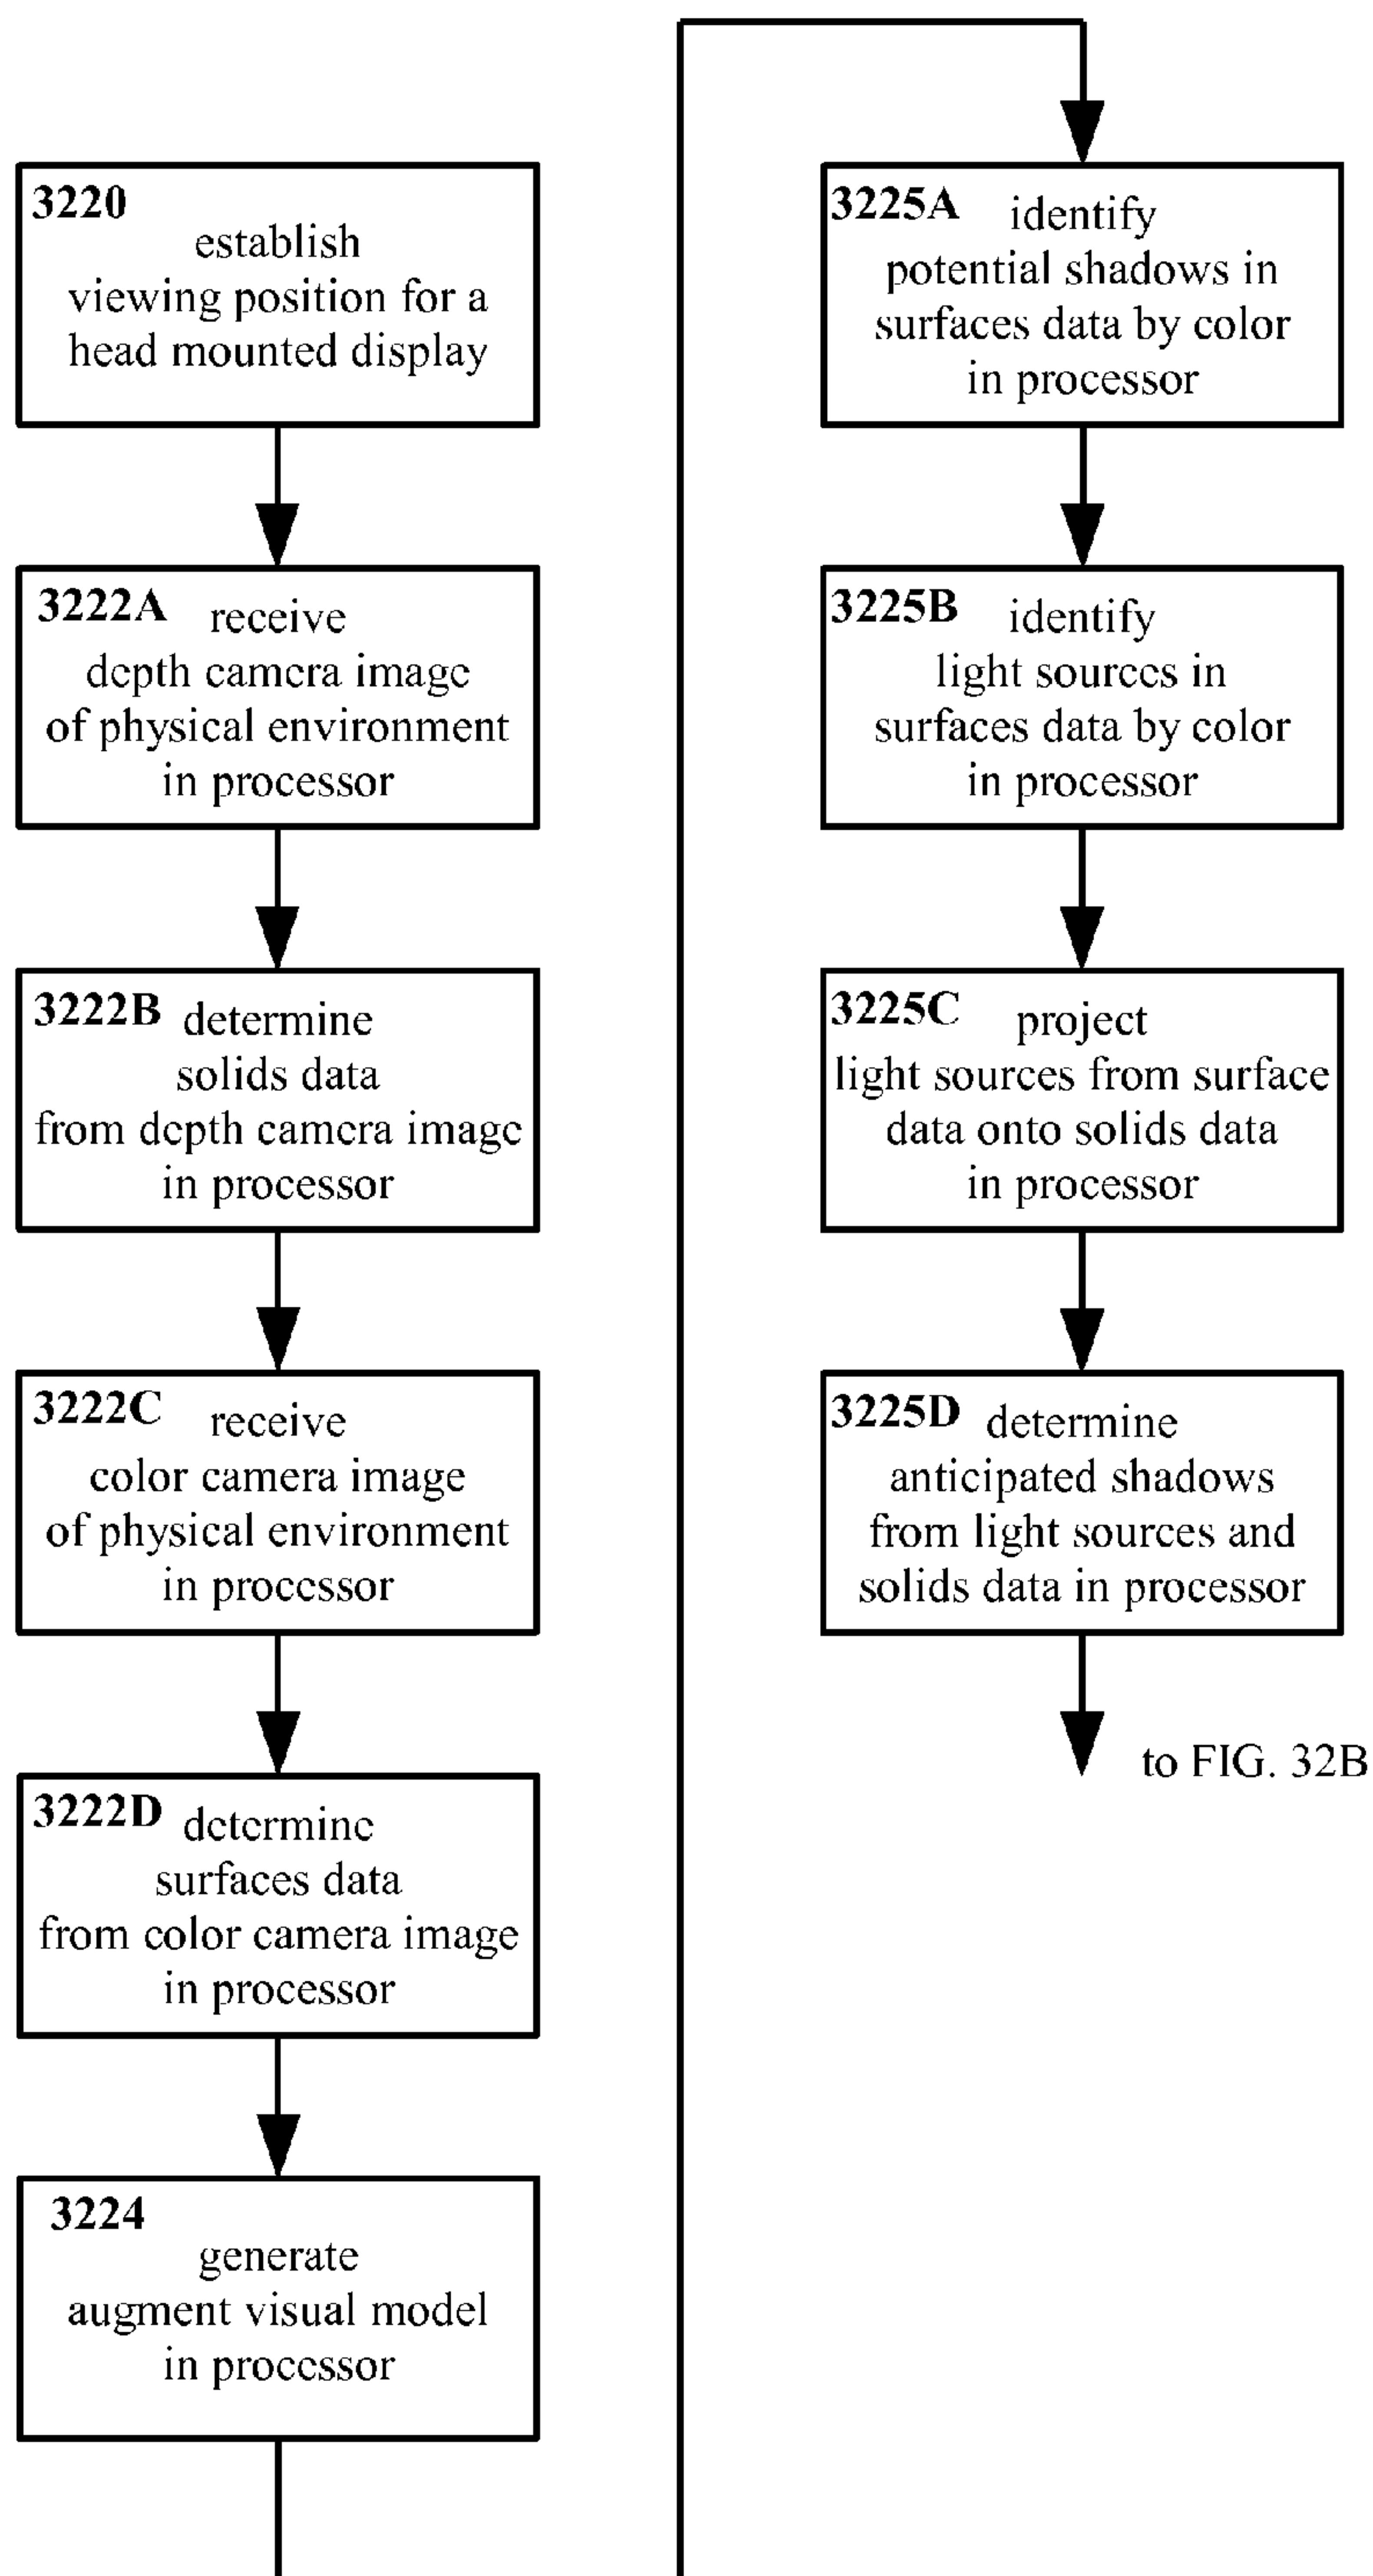 3220
establish
viewing position for a
head mounted display
3222A receive
depth camera image
of physical environment
in processor
3222B determine
solids data
from depth camera image
in processor
3222C receive
color camera image
of physical environment
in processor
3222D determine
surfaces data
from color camera image
in processor
3224
generate
augment visual model
in processor
3225A identify
potential shadows in
surfaces data by color
in processor
3225B identify
light sources in
surfaces data by color
in processor
3225C project
light sources from surface
data onto solids data
in processor
3225D determine
anticipated shadows
from light sources and
solids data in processor
to FIG. 32B